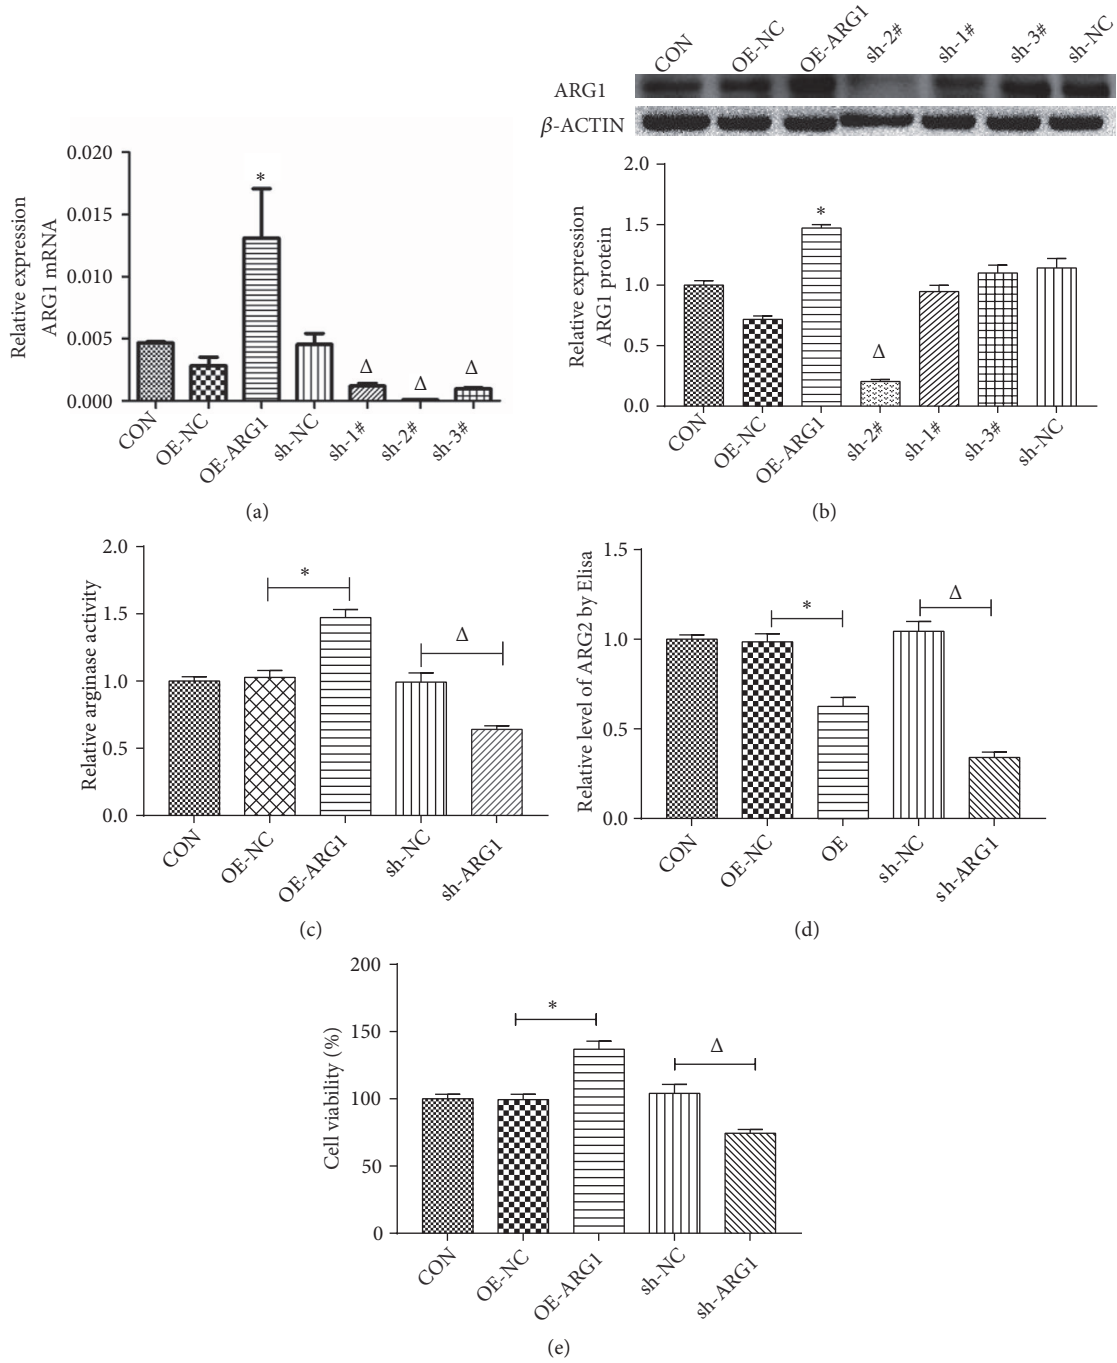 0.020
0.015
0.010
0.005
0.000
Relative expression
ARG1 mRNA
*
Δ
Δ
Δ
CON
OE-NC
OE-ARG1
sh-NC
sh-1#
sh-2#
sh-3#
(a)
CON
OE-NC
OE-ARG1
sh-2#
sh-1#
sh-3#
sh-NC
ARG1
β-ACTIN
2.0
1.5
1.0
0.5
0.0
Relative expression
ARG1 protein
*
Δ
CON
OE-NC
OE-ARG1
sh-2#
sh-1#
sh-3#
sh-NC
(b)
2.0
1.5
1.0
0.5
0.0
Relative arginase activity
*
Δ
CON
OE-NC
OE-ARG1
sh-NC
sh-ARG1
(c)
1.5
1.0
0.5
0.0
Relative level of ARG2 by Elisa
*
Δ
CON
OE-NC
OE
sh-NC
sh-ARG1
(d)
200
150
100
50
0
Cell viability (%)
*
Δ
CON
OE-NC
OE-ARG1
sh-NC
sh-ARG1
(e)